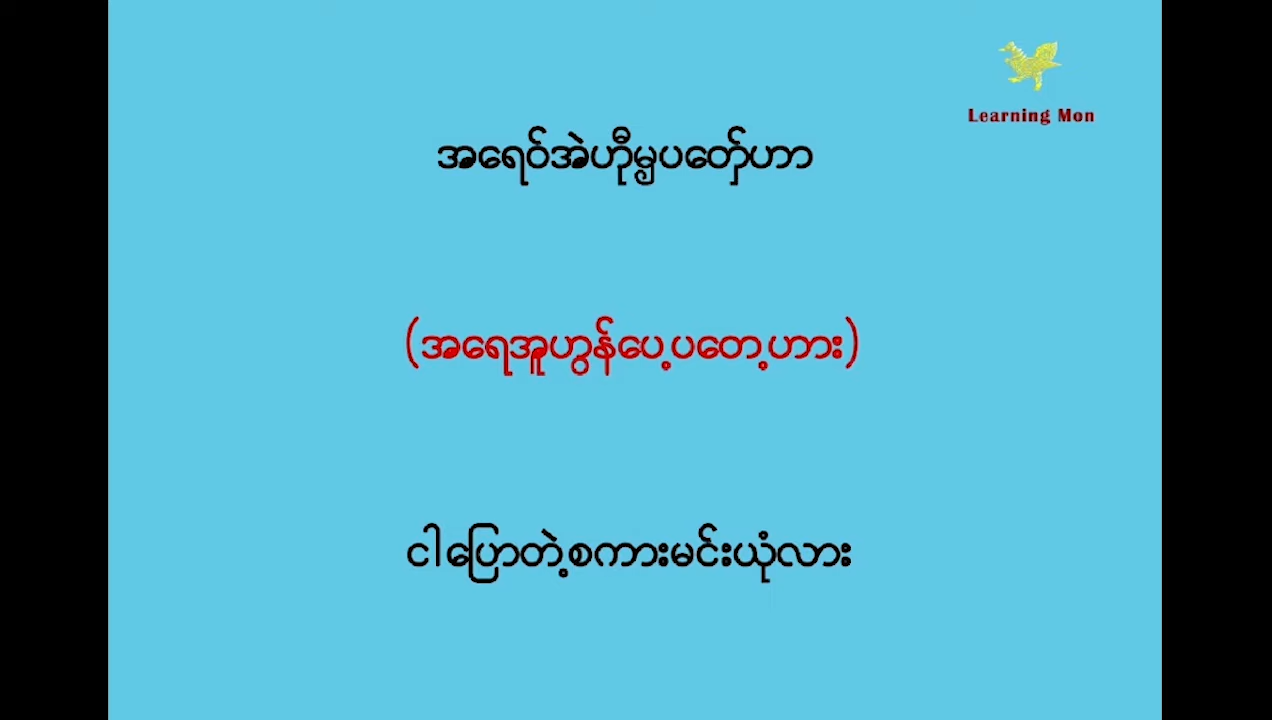 Learning Mon
အရေဝ်အဲဟီုမ္ၚဲပတှေ်ဟာ
(အရေအူဟွန်ပေ့ပတေ့ဟား)
ငါပြောတဲ့စကားမင်းယုံလား